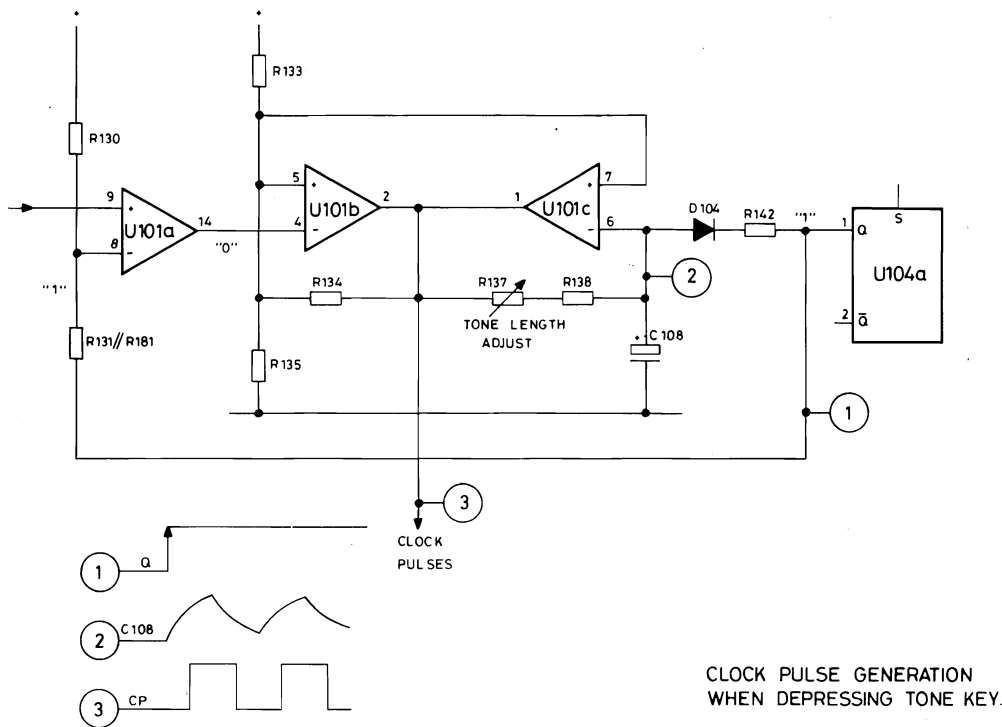 +
+
R133
R130
9
+
U101a
8
-
14
"0"
"1"
5
+
U101b
4
-
2
1
U101c
+
7
-
6
D104
R142
"1"
1
Q
S
U104a
2
Q̅
R134
R137
R138
TONE LENGTH
ADJUST
2
+
C108
R131//R181
R135
1
3
CLOCK
PULSES
1
Q
2
C108
3
CP
CLOCK PULSE GENERATION
WHEN DEPRESSING TONE KEY.